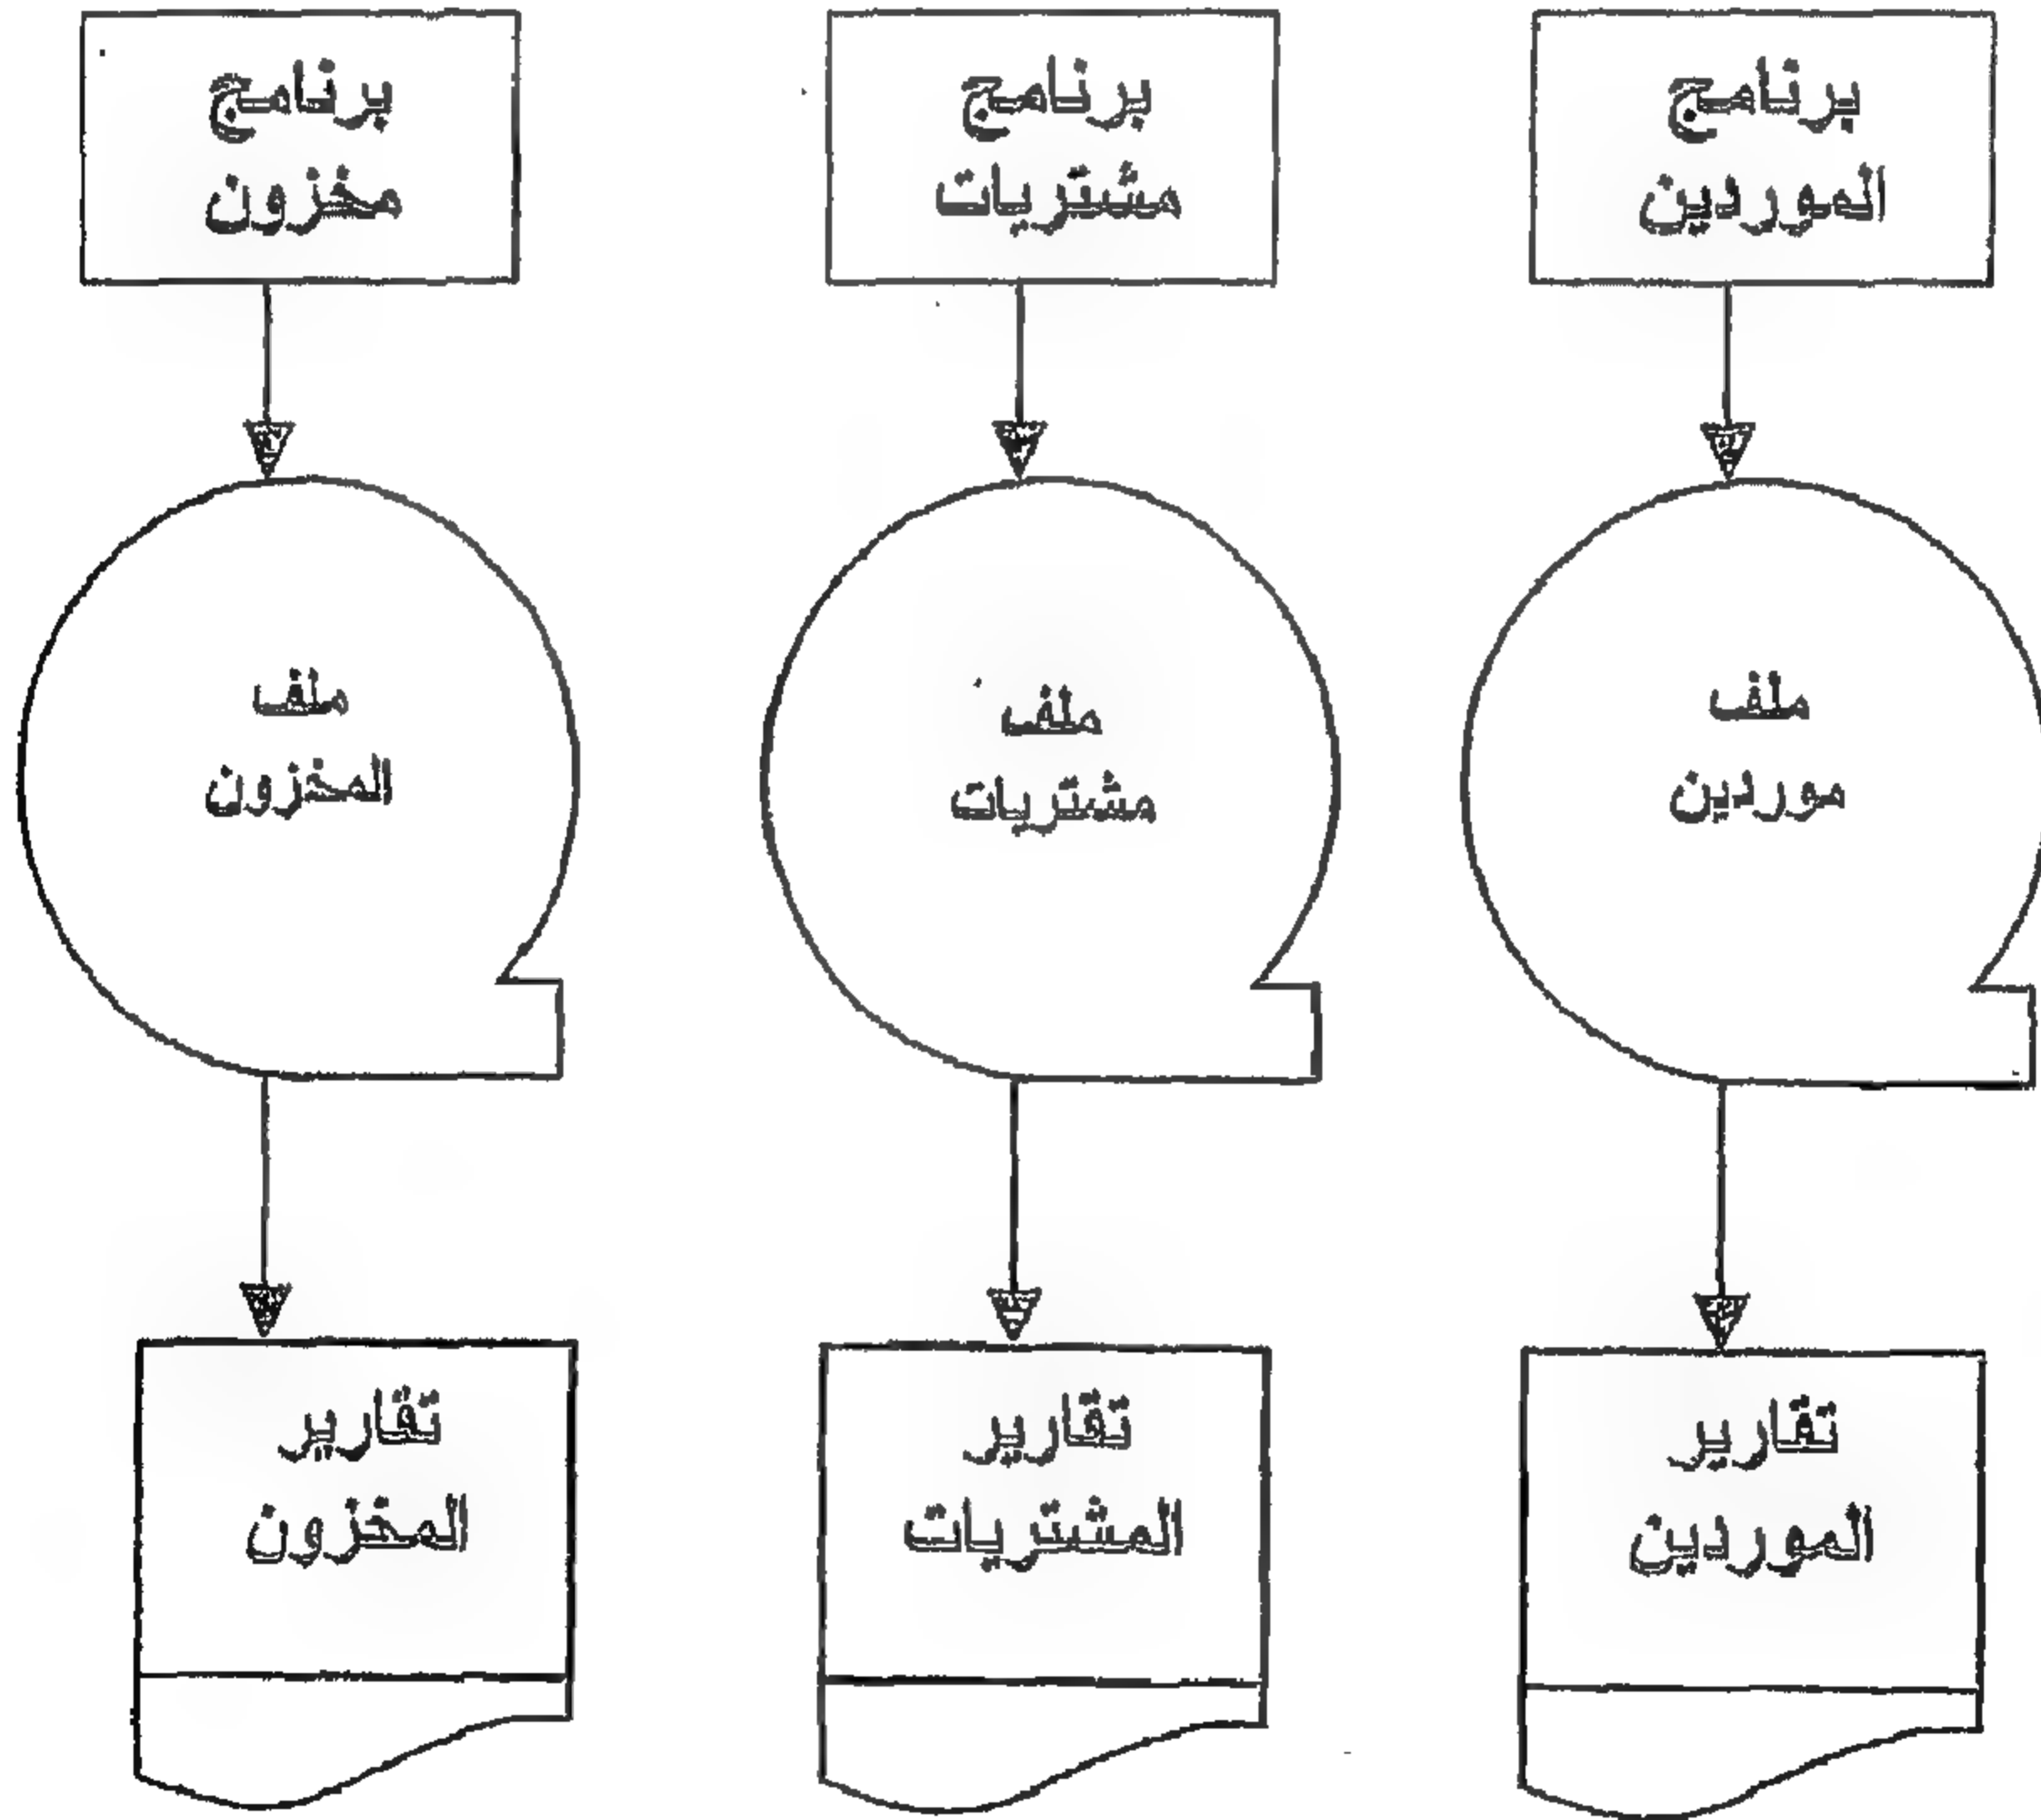 برنامج
الموردين
برنامج
مشتريات
برنامج
مخزون
ملف
موردين
ملف
مشتريات
ملف
المخزون
تقارير
الموردين
تقارير
المشتريات
تقارير
المخزون